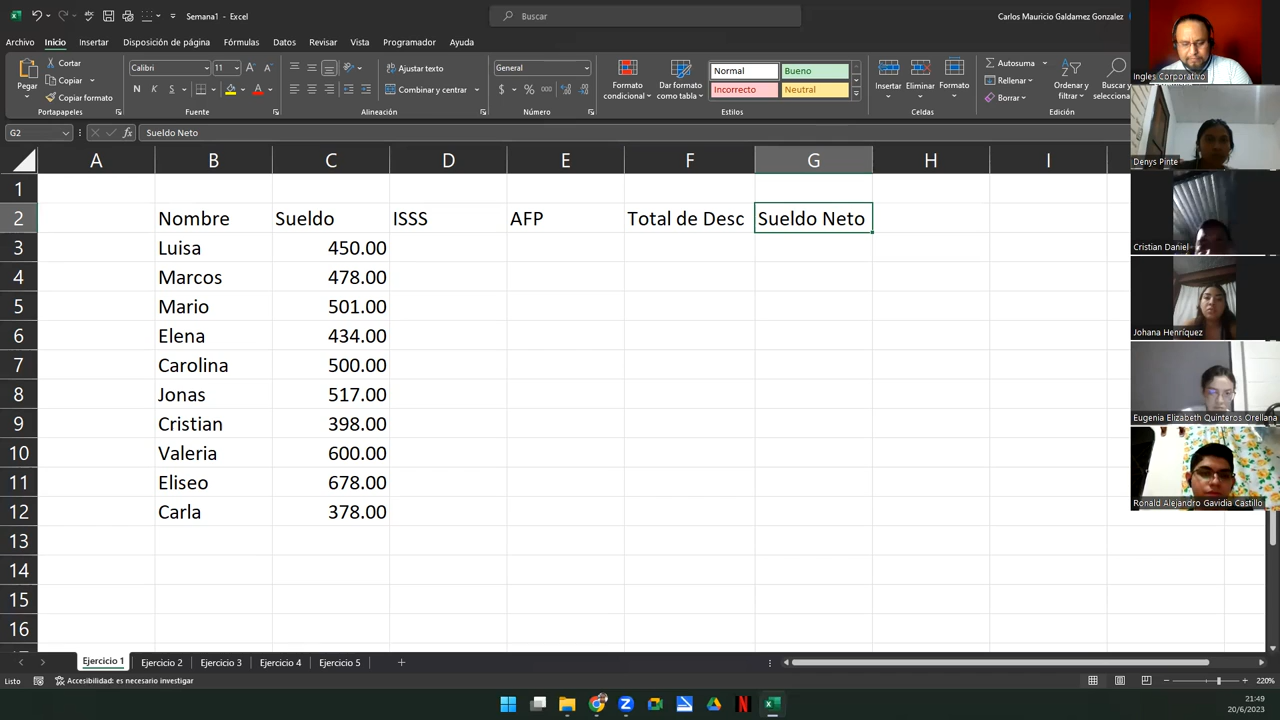 Semana1 - Excel
Buscar
Carlos Mauricio Galdamez Gonzalez
Archivo
Inicio
Insertar
Disposición de página
Fórmulas
Datos
Revisar
Vista
Programador
Ayuda
Pegar
Cortar
Copiar
Copiar formato
Portapapeles
Calibri
11
N
K
S
Fuente
Ajustar texto
Combinar y centrar
Alineación
General
$
%
000
Número
Formato condicional
Dar formato como tabla
Normal
Bueno
Incorrecto
Neutral
Estilos
Insertar
Eliminar
Formato
Celdas
Autosuma
Rellenar
Borrar
Ordenar y filtrar
Buscar y selecciona
Edición
G2
fx
Sueldo Neto
A B C D E F G H I
1
2 Nombre Sueldo ISSS AFP Total de Desc Sueldo Neto
3 Luisa 450.00
4 Marcos 478.00
5 Mario 501.00
6 Elena 434.00
7 Carolina 500.00
8 Jonas 517.00
9 Cristian 398.00
10 Valeria 600.00
11 Eliseo 678.00
12 Carla 378.00
13
14
15
16
Ejercicio 1
Ejercicio 2
Ejercicio 3
Ejercicio 4
Ejercicio 5
Listo
Accesibilidad: es necesario investigar
220%
21:49
20/6/2023
Ingles Corporativo
Denys Pinte
Cristian Daniel
Johana Henríquez
Eugenia Elizabeth Quinteros Orellana
Ronald Alejandro Gavidia Castillo